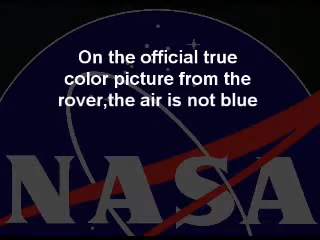 On the official true
color picture from the
rover,the air is not blue
NASA